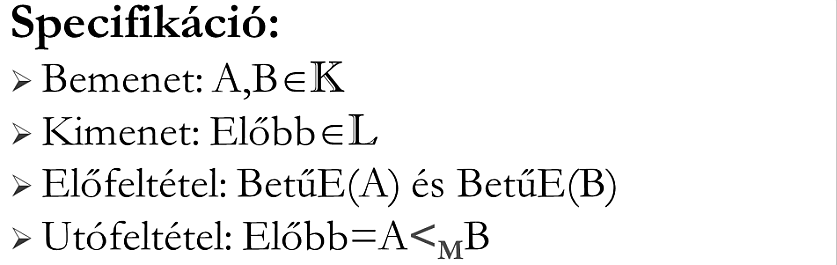 Specifikáció:
➢ Bemenet: A,B∈𝕂
➢ Kimenet: Előbb∈𝕃
➢ Előfeltétel: BetűE(A) és BetűE(B)
➢ Utófeltétel: Előbb=A<ₘB